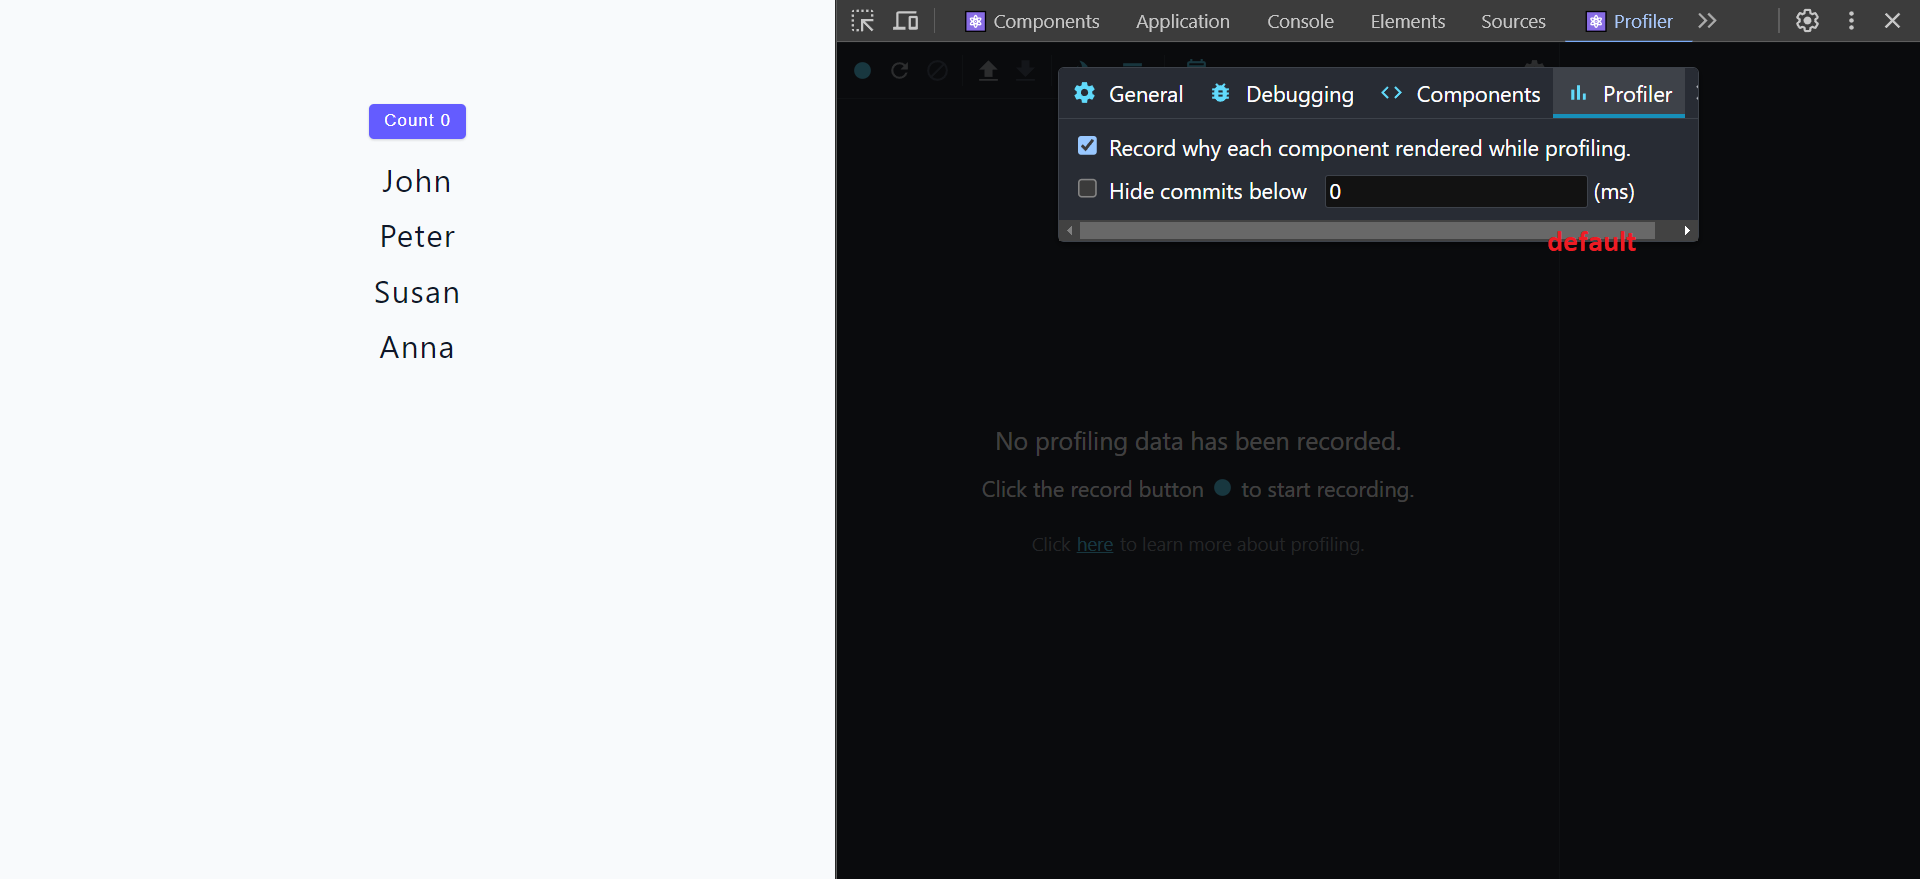 Components Application Console Elements Sources Profiler
Count 0
John
Peter
Susan
Anna
General Debugging Components Profiler
Record why each component rendered while profiling.
Hide commits below 0 (ms)
default
No profiling data has been recorded.
Click the record button to start recording.
Click here to learn more about profiling.